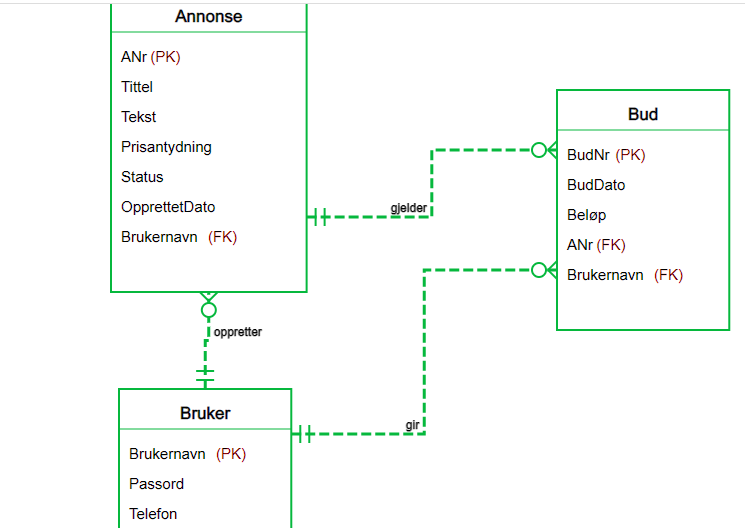 Annonse
ANr (PK)
Tittel
Tekst
Prisantydning
Status
OpprettetDato
Brukernavn (FK)
gjelder
Bud
BudNr (PK)
BudDato
Beløp
ANr (FK)
Brukernavn (FK)
oppretter
gir
Bruker
Brukernavn (PK)
Passord
Telefon